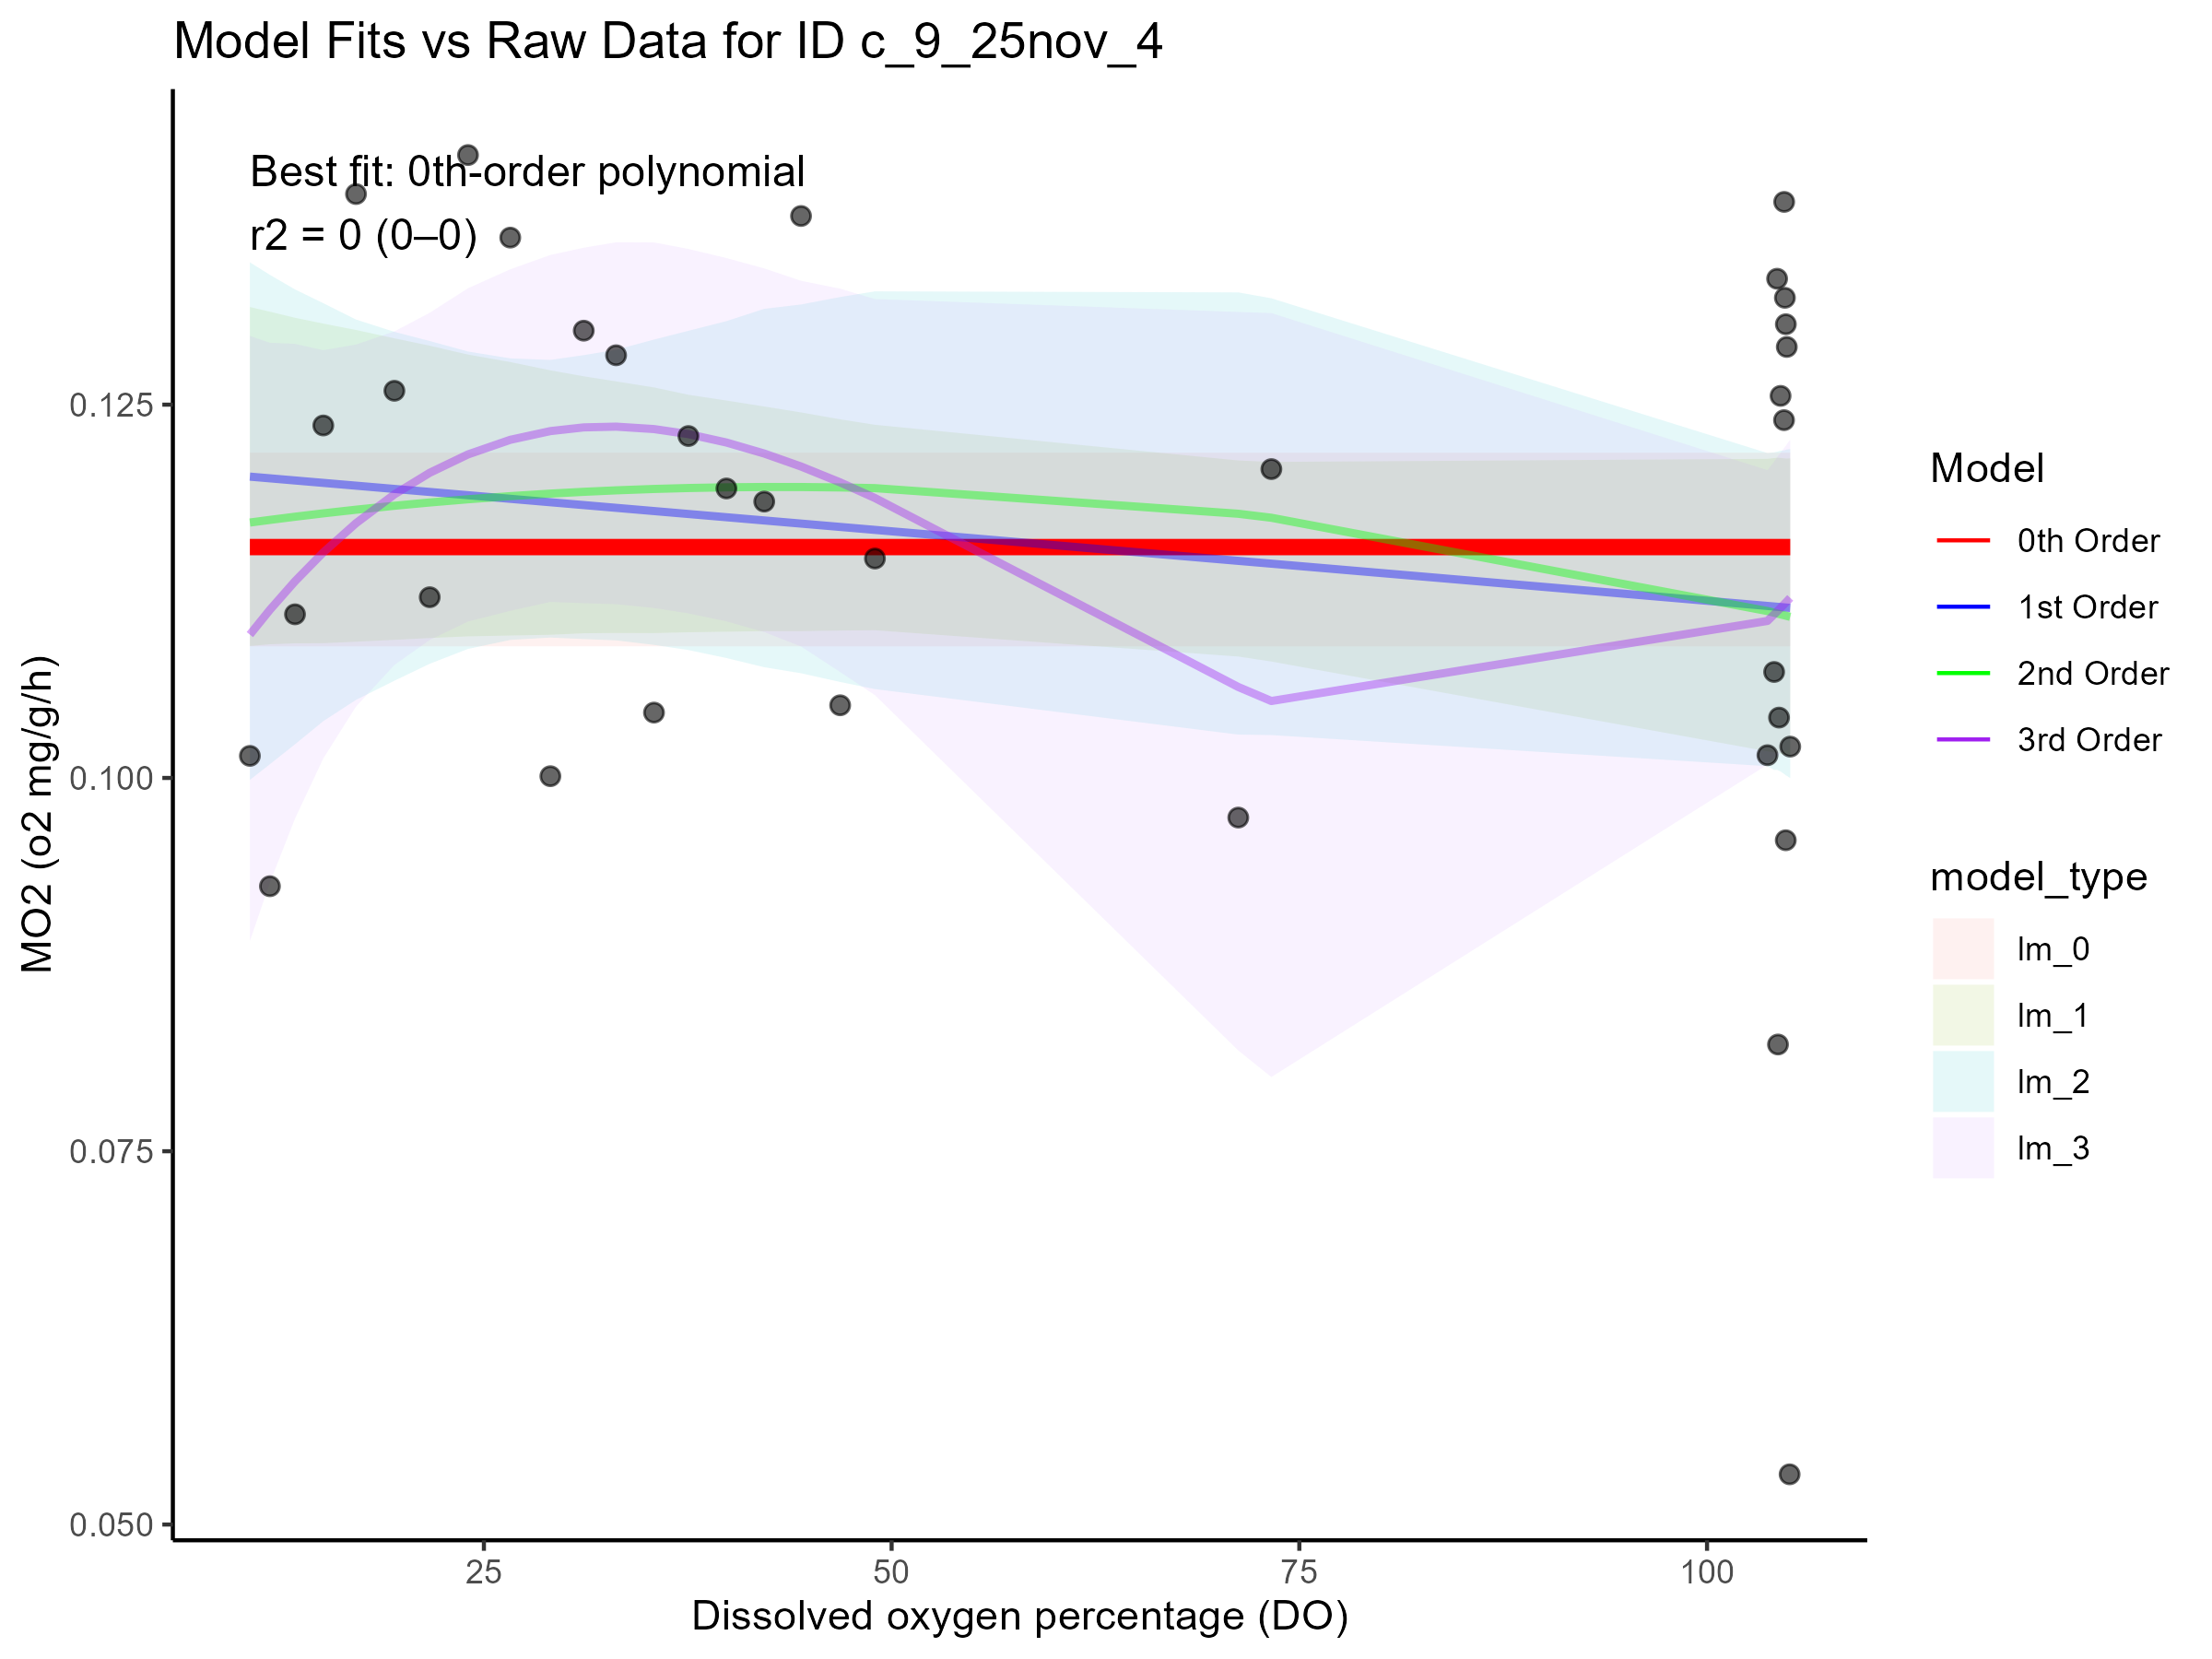 Model Fits vs Raw Data for ID c_9_25nov_4
Best fit: 0th-order polynomial
r2 = 0 (0–0)
MO2 (o2 mg/g/h)
0.125
0.100
0.075
0.050
25
50
75
100
Dissolved oxygen percentage (DO)
Model
0th Order
1st Order
2nd Order
3rd Order
model_type
lm_0
lm_1
lm_2
lm_3